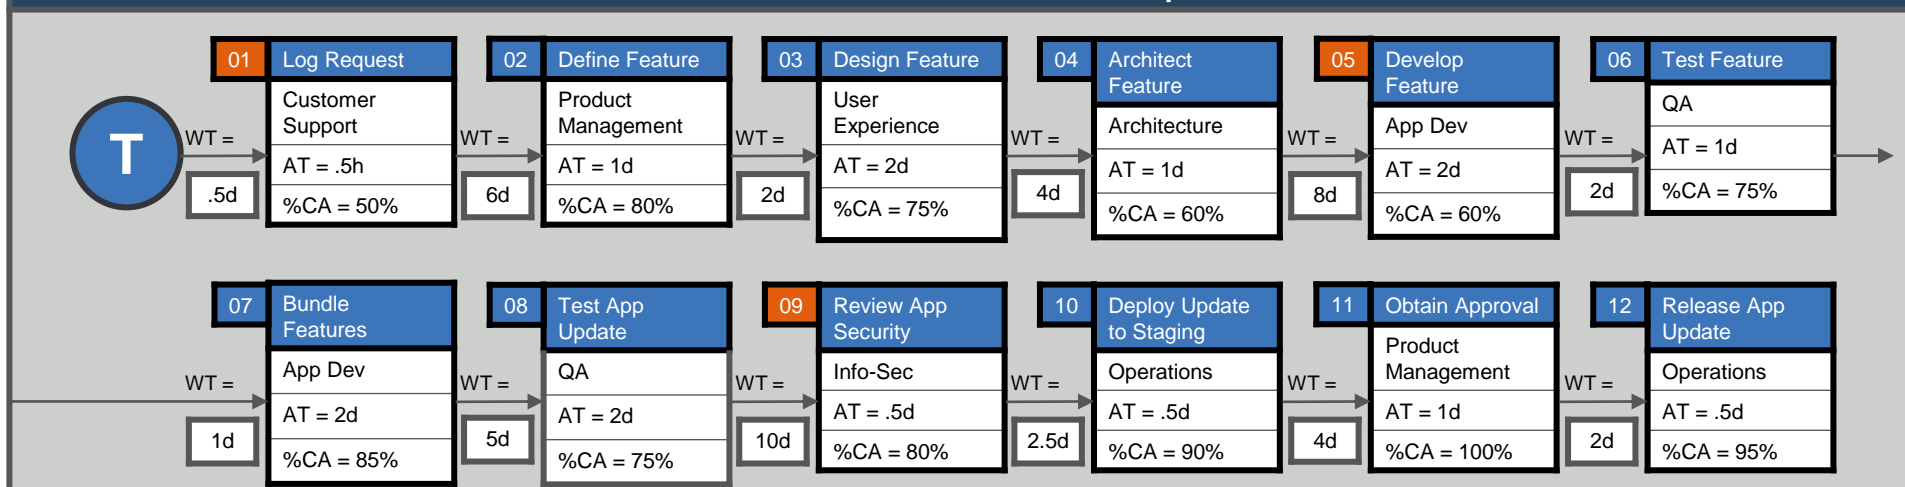 01 Log Request
Customer
Support
AT = .5h
%CA = 50%
02 Define Feature
Product
Management
AT = 1d
%CA = 80%
03 Design Feature
User
Experience
AT = 2d
%CA = 75%
04 Architect
Feature
Architecture
AT = 1d
%CA = 60%
05 Develop
Feature
App Dev
AT = 2d
%CA = 60%
06 Test Feature
QA
AT = 1d
%CA = 75%
T
WT =
.5d
WT =
6d
WT =
2d
WT =
4d
WT =
8d
WT =
2d
07 Bundle
Features
App Dev
AT = 2d
%CA = 85%
08 Test App
Update
QA
AT = 2d
%CA = 75%
09 Review App
Security
Info-Sec
AT = .5d
%CA = 80%
10 Deploy Update
to Staging
Operations
AT = .5d
%CA = 90%
11 Obtain Approval
Product
Management
AT = 1d
%CA = 100%
12 Release App
Update
Operations
AT = .5d
%CA = 95%
WT =
1d
WT =
5d
WT =
10d
WT =
2.5d
WT =
4d
WT =
2d